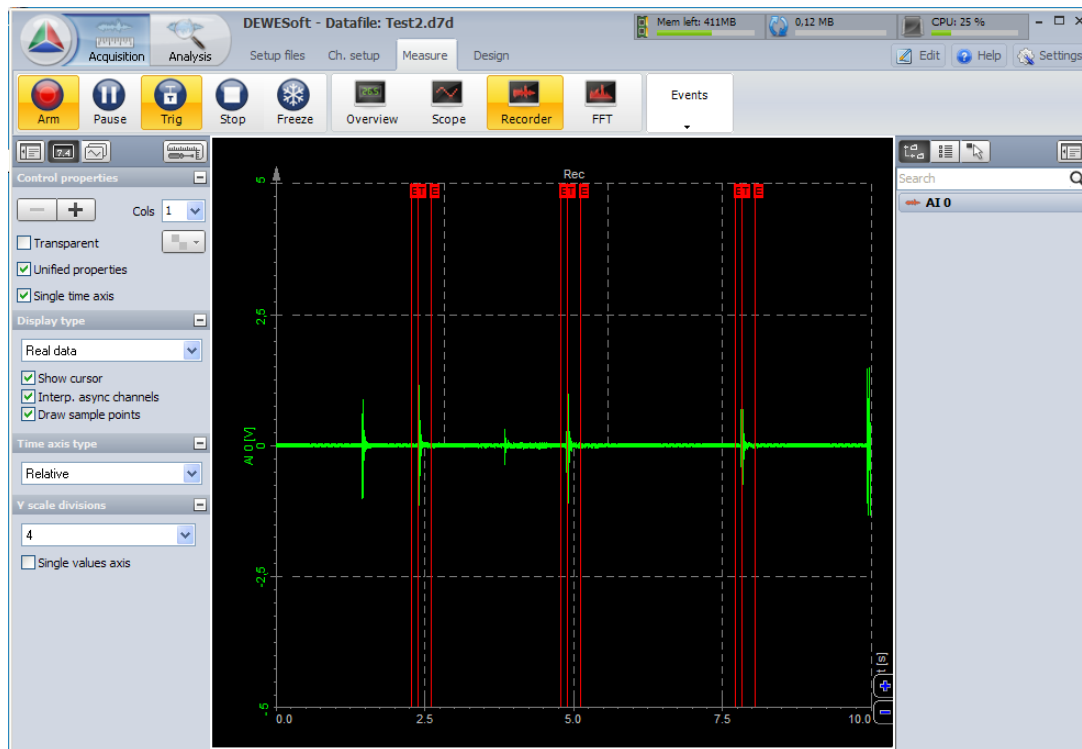 DEWESoft - Datafile: Test2.d7d
Mem left: 411MB
0,12 MB
CPU: 25 %
Acquisition
Analysis
Setup files
Ch. setup
Measure
Design
Edit
Help
Settings
Arm
Pause
Trig
Stop
Freeze
Overview
Scope
Recorder
FFT
Events
Control properties
Cols 1
Transparent
Unified properties
Single time axis
Display type
Real data
Show cursor
Interp. async channels
Draw sample points
Time axis type
Relative
Y scale divisions
4
Single values axis
Rec
ET E ET E ET E
5
2,5
AI 0 [V]
0
-2,5
-5
0.0 2.5 5.0 7.5 10.0
t [s]
Search
AI 0